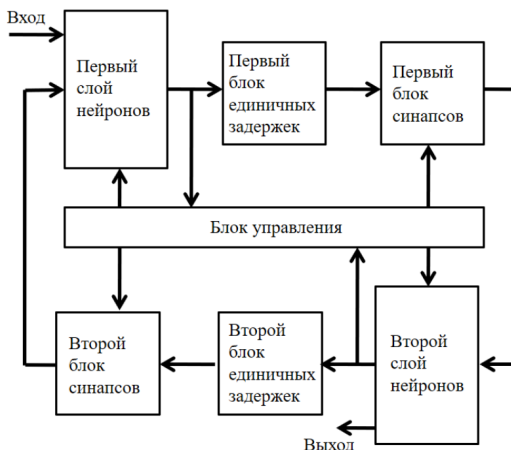 Вход
Первый
слой
нейронов
Первый
блок
единичных
задержек
Первый
блок
синапсов
Блок управления
Второй
блок
синапсов
Второй
блок
единичных
задержек
Второй
слой
нейронов
Выход